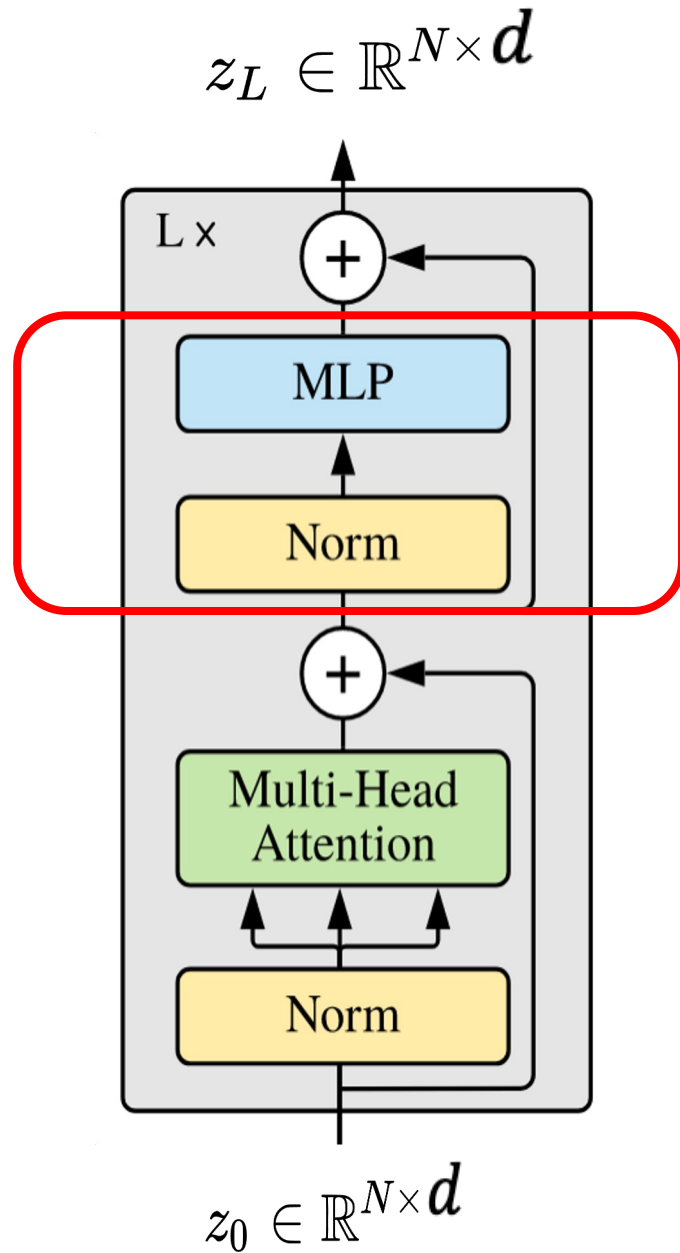 z_L ∈ ℝ^{N×d}
L ×
+
MLP
Norm
+
Multi-Head
Attention
Norm
z_0 ∈ ℝ^{N×d}